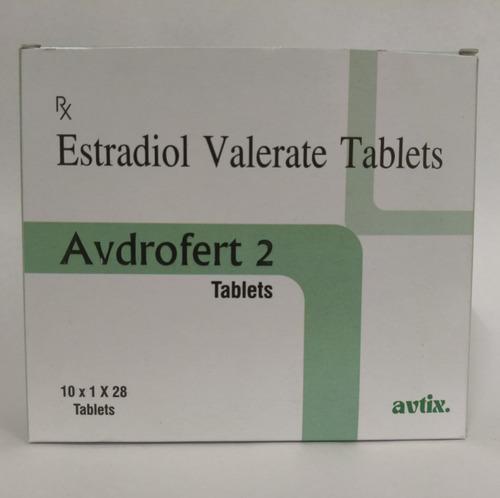 Rx
Estradiol Valerate Tablets
Avdrofert 2
Tablets
10 x 1 X 28
Tablets
avtix.